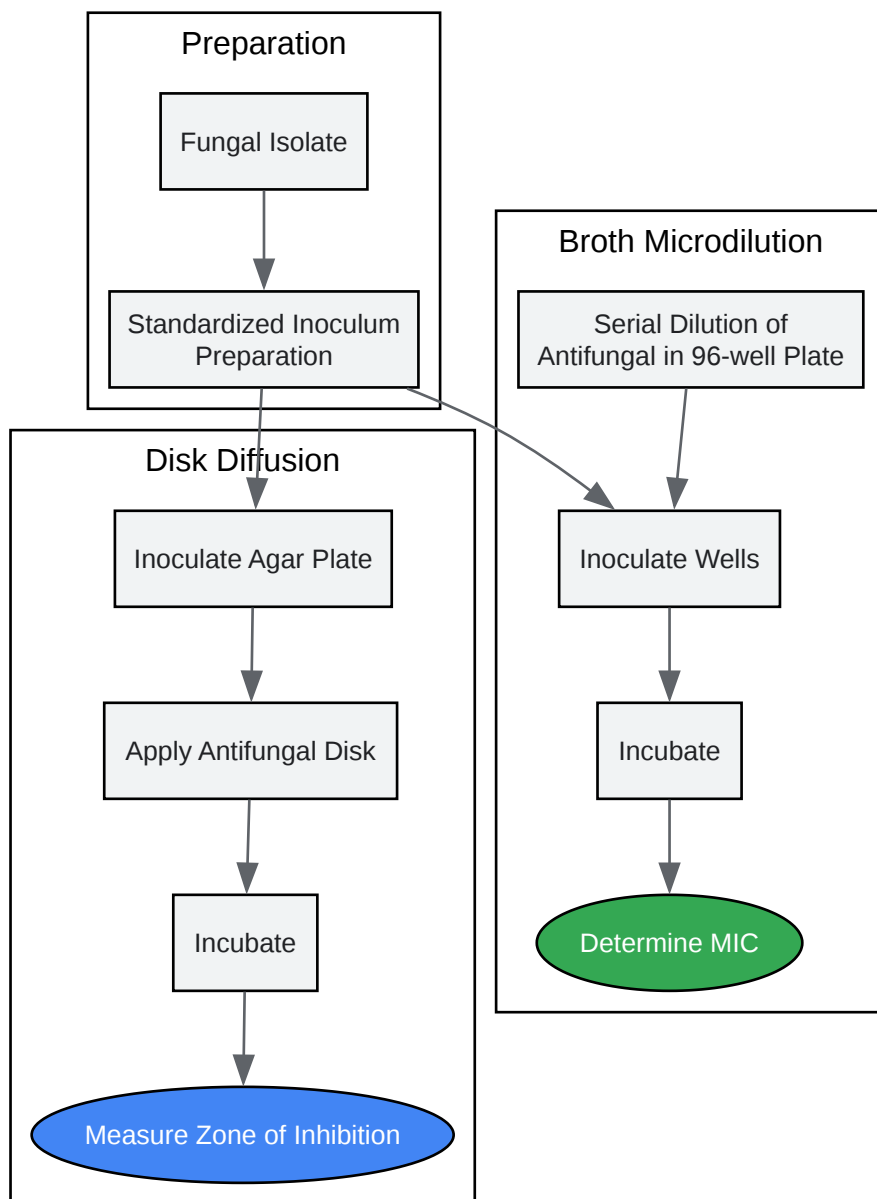 Preparation
Fungal Isolate
Standardized Inoculum
Preparation
Broth Microdilution
Serial Dilution of
Antifungal in 96-well Plate
Disk Diffusion
Inoculate Agar Plate
Inoculate Wells
Apply Antifungal Disk
Incubate
Incubate
Determine MIC
Measure Zone of Inhibition